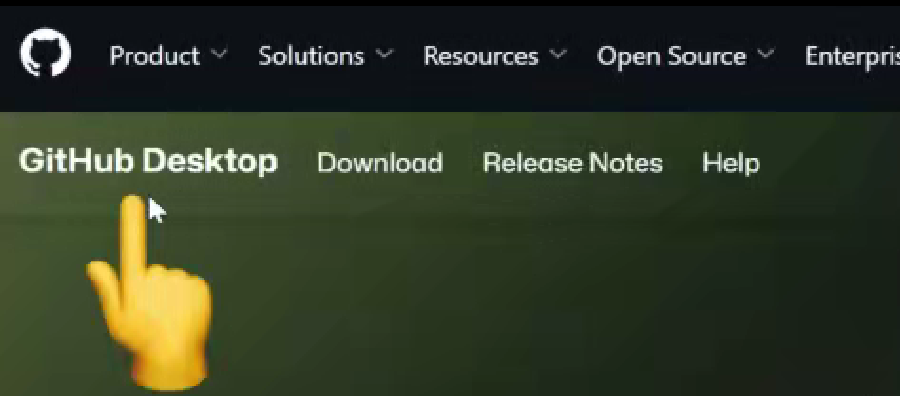 Product Solutions Resources Open Source
GitHub Desktop Download Release Notes Help